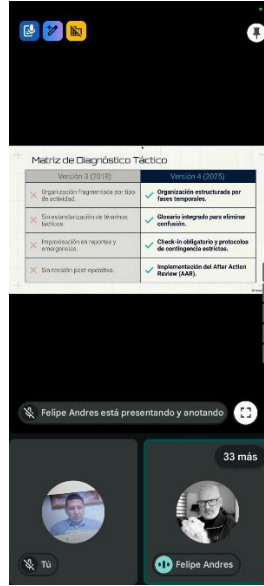 Matriz de Diagnóstico Táctico
Versión 3 (2019)
Versión 4 (2025)
Organización fragmentada por tipo
de actividad.
Organización estructurada por
fases temporales.
Sin estandarización de términos
tácticos.
Glosario integrado para eliminar
confusión.
Improvisación en reportes y
emergencias.
Check-in obligatorio y protocolos
de contingencia estrictos.
Sin revisión post-operativa.
Implementación del After Action
Review (AAR).
Felipe Andres está presentando y anotando
33 más
Tú
Felipe Andres